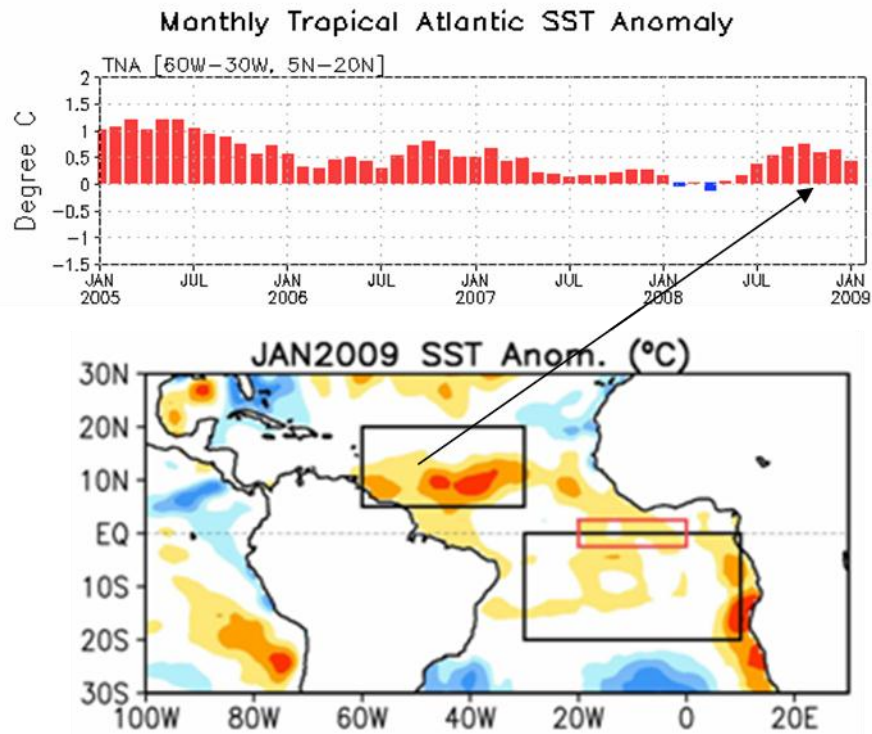 Monthly Tropical Atlantic SST Anomaly
TNA [60W-30W, 5N-20N]
Degree C
2
1.5
1
0.5
0
-0.5
-1
-1.5
JAN JUL JAN JUL JAN JUL JAN JUL JAN
2005 2006 2007 2008 2009
JAN2009 SST Anom. (°C)
30N
20N
10N
EQ
10S
20S
30S
100W 80W 60W 40W 20W 0 20E